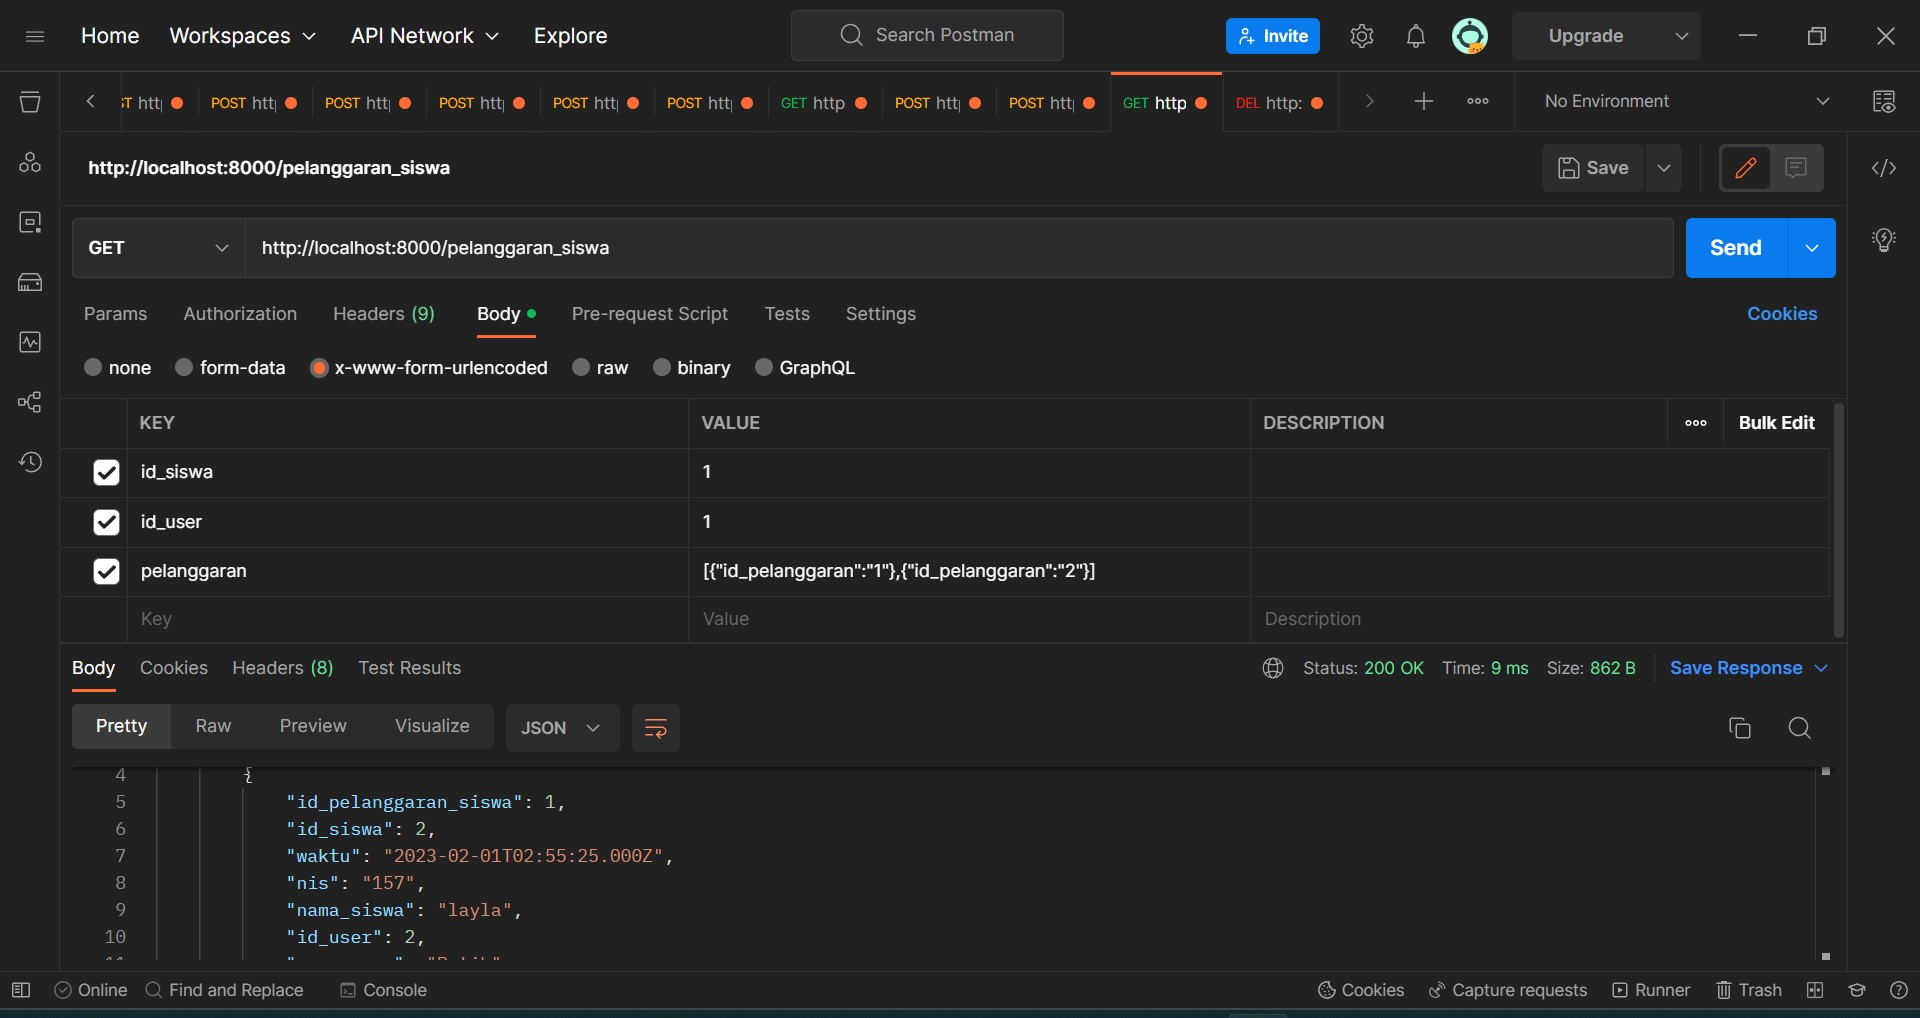 Home Workspaces API Network Explore Search Postman Invite Upgrade
ST htt POST htt POST htt POST htt POST htt POST htt GET http POST htt POST htt GET http DEL http: No Environment
http://localhost:8000/pelanggaran_siswa Save
GET http://localhost:8000/pelanggaran_siswa Send
Params Authorization Headers (9) Body Pre-request Script Tests Settings Cookies
none form-data x-www-form-urlencoded raw binary GraphQL
KEY VALUE DESCRIPTION Bulk Edit
id_siswa 1
id_user 1
pelanggaran [{"id_pelanggaran":"1"},{"id_pelanggaran":"2"}]
Key Value Description
Body Cookies Headers (8) Test Results Status: 200 OK Time: 9 ms Size: 862 B Save Response
Pretty Raw Preview Visualize JSON
4 {
5 "id_pelanggaran_siswa": 1,
6 "id_siswa": 2,
7 "waktu": "2023-02-01T02:55:25.000Z",
8 "nis": "157",
9 "nama_siswa": "layla",
10 "id_user": 2,
Online Find and Replace Console Cookies Capture requests Runner Trash